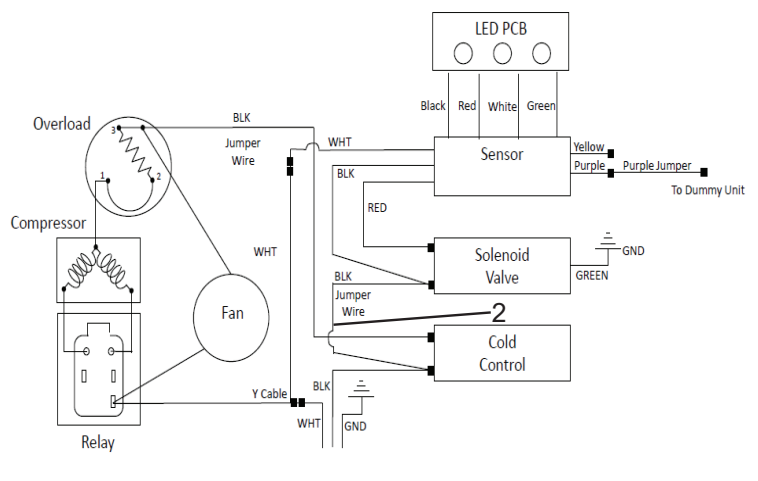 LED PCB
Black Red White Green
Overload
BLK
3
Jumper
Wire
WHT
Sensor
Yellow
Purple
Purple Jumper
To Dummy Unit
1
2
BLK
RED
Compressor
WHT
Solenoid
Valve
GND
GREEN
BLK
Jumper
Wire
2
Fan
Cold
Control
BLK
Y Cable
WHT
GND
Relay